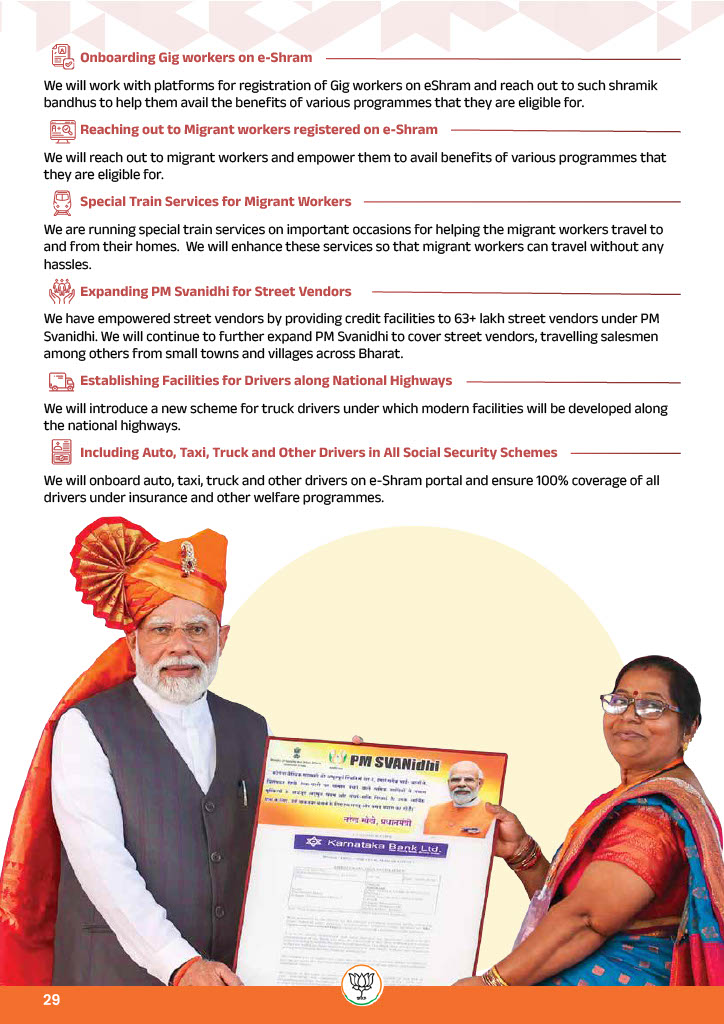 Onboarding Gig workers on e-Shram
We will work with platforms for registration of Gig workers on eShram and reach out to such shramik
bandhus to help them avail the benefits of various programmes that they are eligible for.
Reaching out to Migrant workers registered on e-Shram
We will reach out to migrant workers and empower them to avail benefits of various programmes that
they are eligible for.
Special Train Services for Migrant Workers
We are running special train services on important occasions for helping the migrant workers travel to
and from their homes. We will enhance these services so that migrant workers can travel without any
hassles.
Expanding PM Svanidhi for Street Vendors
We have empowered street vendors by providing credit facilities to 63+ lakh street vendors under PM
Svanidhi. We will continue to further expand PM Svanidhi to cover street vendors, travelling salesmen
among others from small towns and villages across Bharat.
Establishing Facilities for Drivers along National Highways
We will introduce a new scheme for truck drivers under which modern facilities will be developed along
the national highways.
Including Auto, Taxi, Truck and Other Drivers in All Social Security Schemes
We will onboard auto, taxi, truck and other drivers on e-Shram portal and ensure 100% coverage of all
drivers under insurance and other welfare programmes.
PM SVANidhi
नरेन्द्र मोदी, प्रधानमंत्री
Karnataka Bank Ltd.
29